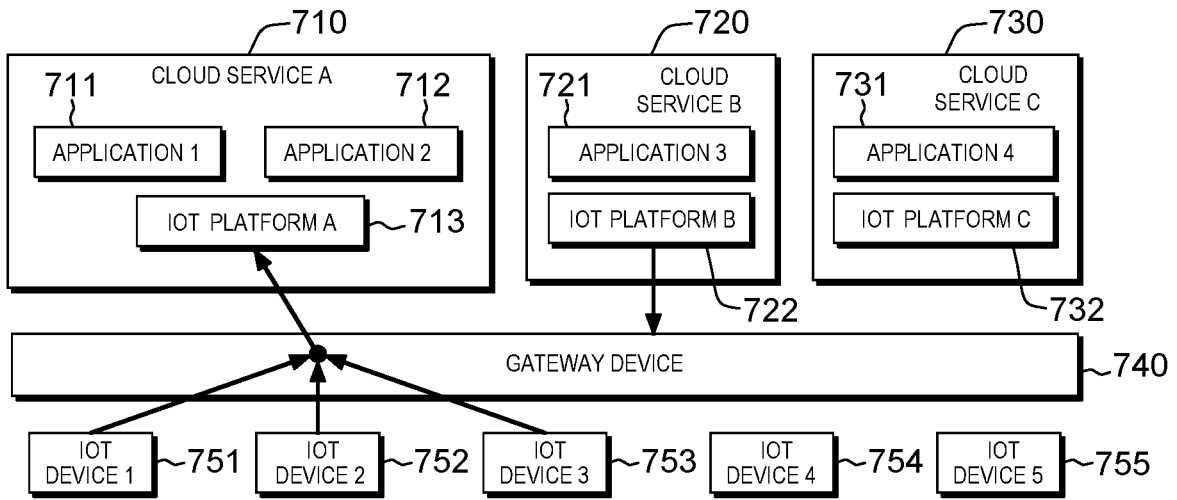 710
720
730
CLOUD SERVICE A
CLOUD
SERVICE B
CLOUD
SERVICE C
711
712
721
731
APPLICATION 1
APPLICATION 2
APPLICATION 3
APPLICATION 4
IOT PLATFORM A
713
IOT PLATFORM B
IOT PLATFORM C
722
732
GATEWAY DEVICE
740
IOT
DEVICE 1
751
IOT
DEVICE 2
752
IOT
DEVICE 3
753
IOT
DEVICE 4
754
IOT
DEVICE 5
755